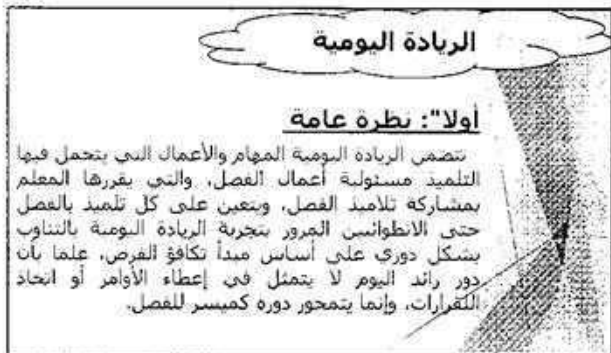 الريادة اليومية
أولا": نظرة عامة
تتضمن الريادة اليومية المهام والأعمال التي يتحمل فيها
التلميذ مسئولية أعمال الفصل، والتي يقررها المعلم
بمشاركة تلاميذ الفصل، ويتعين على كل تلميذ بالفصل
حتى الانطوائيين المرور بتجربة الريادة اليومية بالتناوب
بشكل دوري على أساس مبدأ تكافؤ الفرص، علما بأن
دور رائد اليوم لا يتمثل في إعطاء الأوامر أو اتخاذ
اللقرارات، وإنما يتمحور دوره كميسر للفصل.